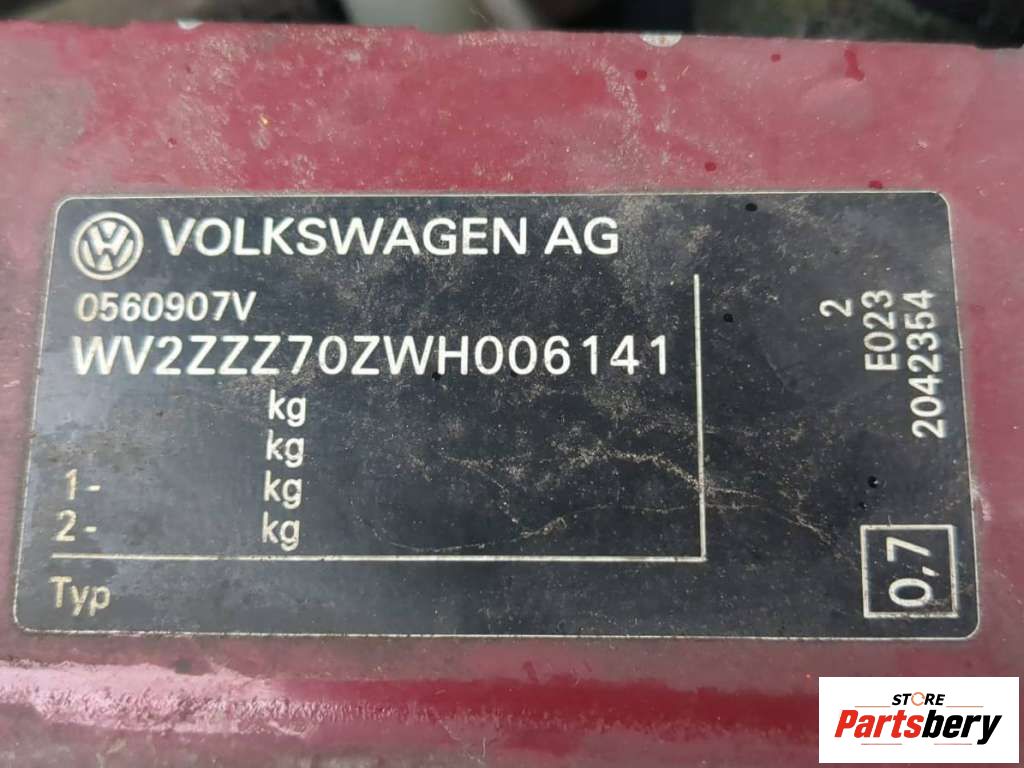 VOLKSWAGEN AG
0560907V
WV2ZZZ70ZWH006141
kg
kg
1- kg
2- kg
Typ
2
E023
2042354
0,7
STORE
Partsbery